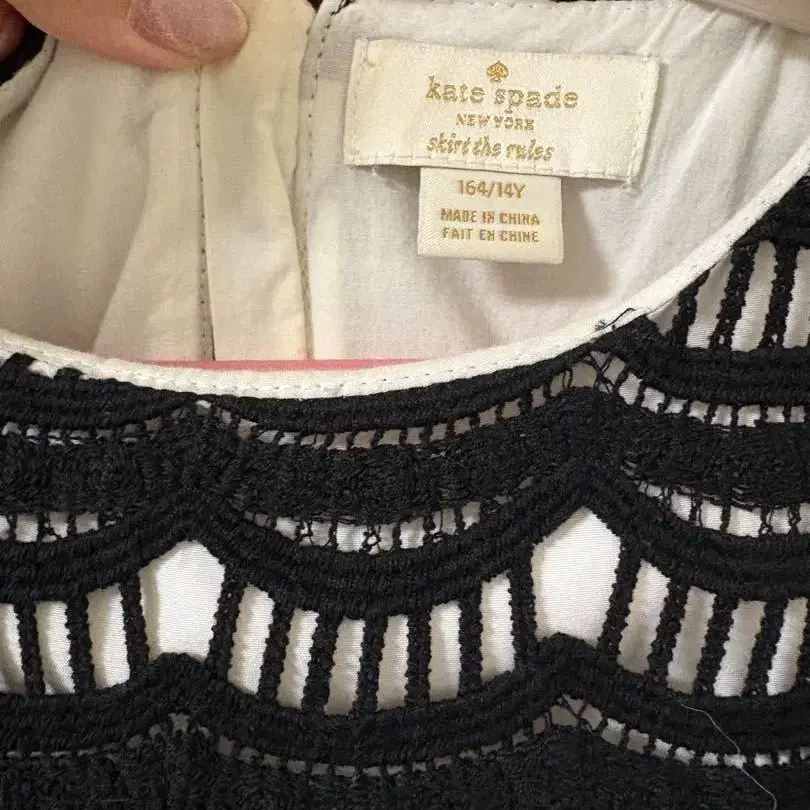 kate spade
NEW YORK
skirt the rules
164/14Y
MADE IN CHINA
FAIT EN CHINE